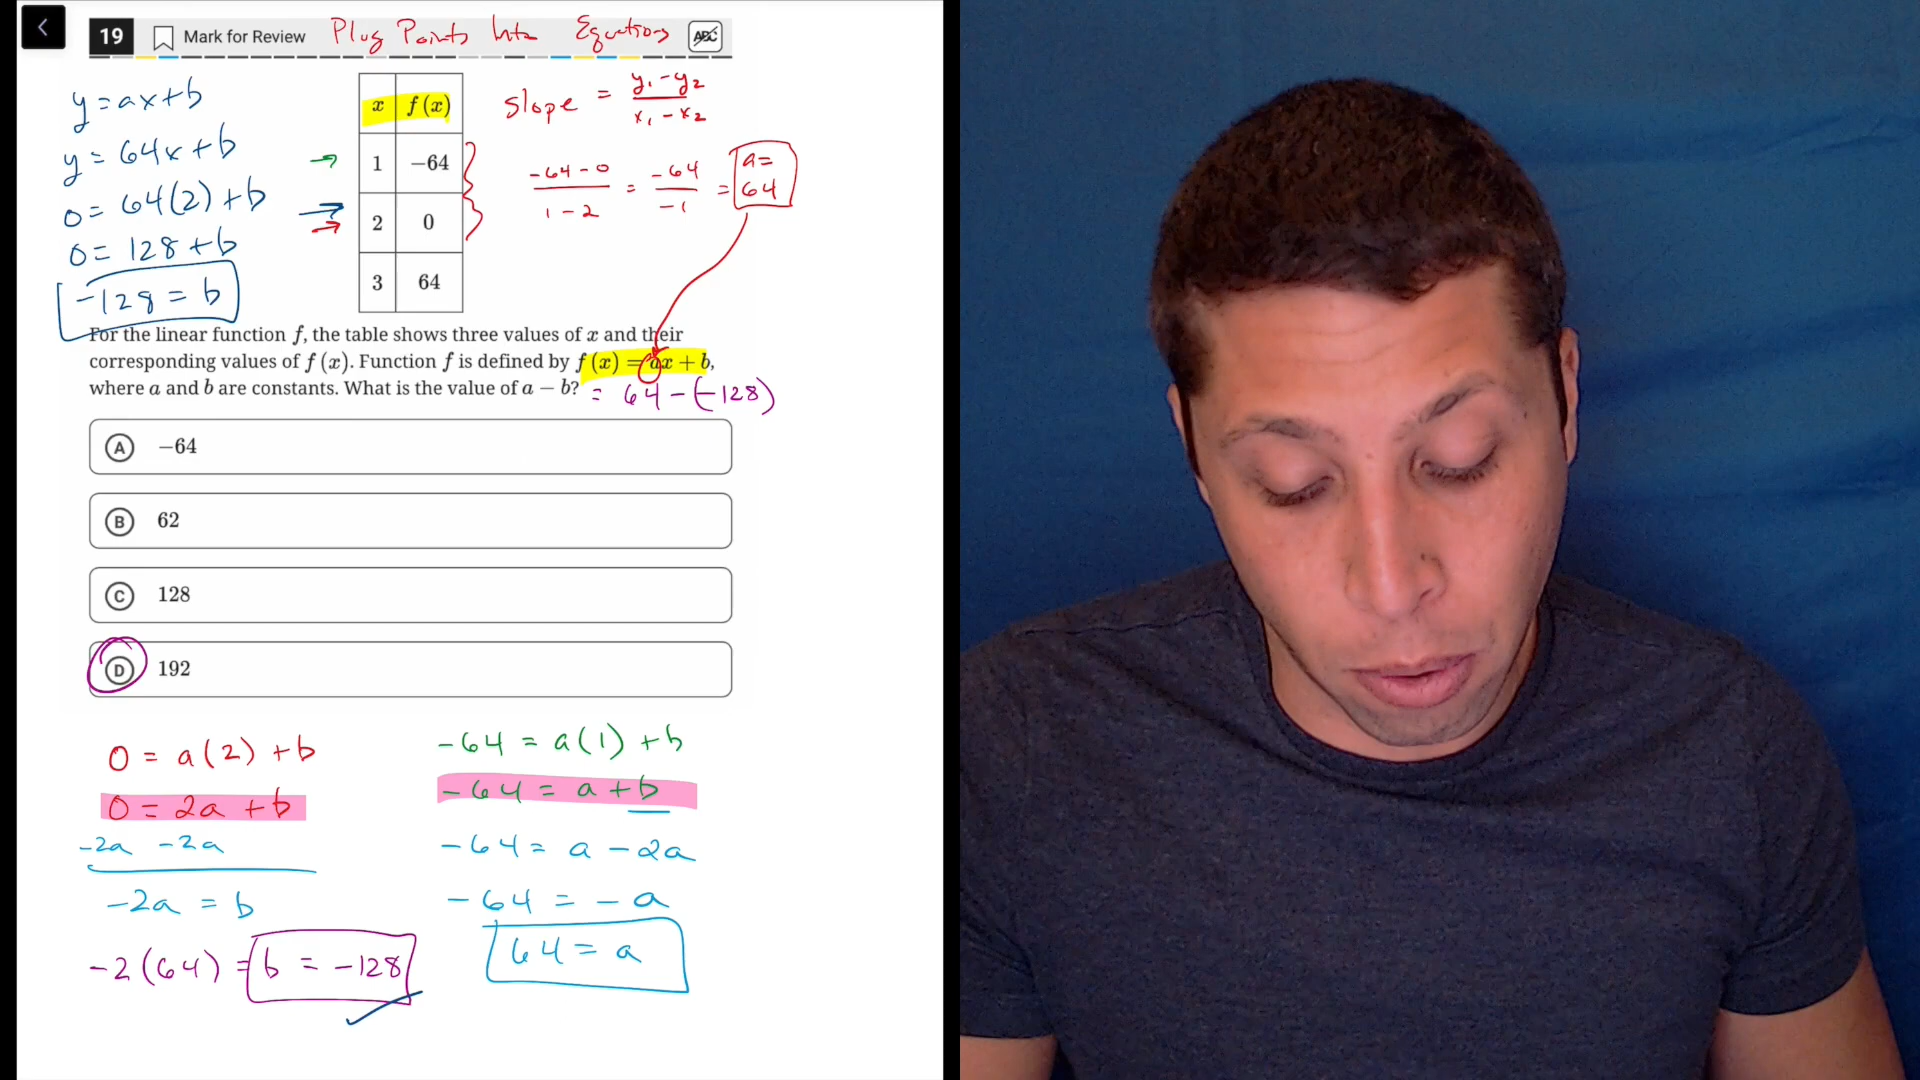 19 Mark for Review Plug Points Into Equations ABC
y = ax + b
y = 64x + b
0 = 64(2) + b
0 = 128 + b
-128 = b
x f(x)
1 −64
2 0
3 64
slope = y₁ - y₂ / x₁ - x₂
-64 - 0 / 1 - 2 = -64 / -1 = a = 64
For the linear function f, the table shows three values of x and their
corresponding values of f(x). Function f is defined by f(x) = ax + b,
where a and b are constants. What is the value of a − b? = 64 - (-128)
A −64
B 62
C 128
D 192
0 = a(2) + b
0 = 2a + b
-2a -2a
-2a = b
-2(64) = b = -128
-64 = a(1) + b
-64 = a + b
-64 = a - 2a
-64 = - a
64 = a